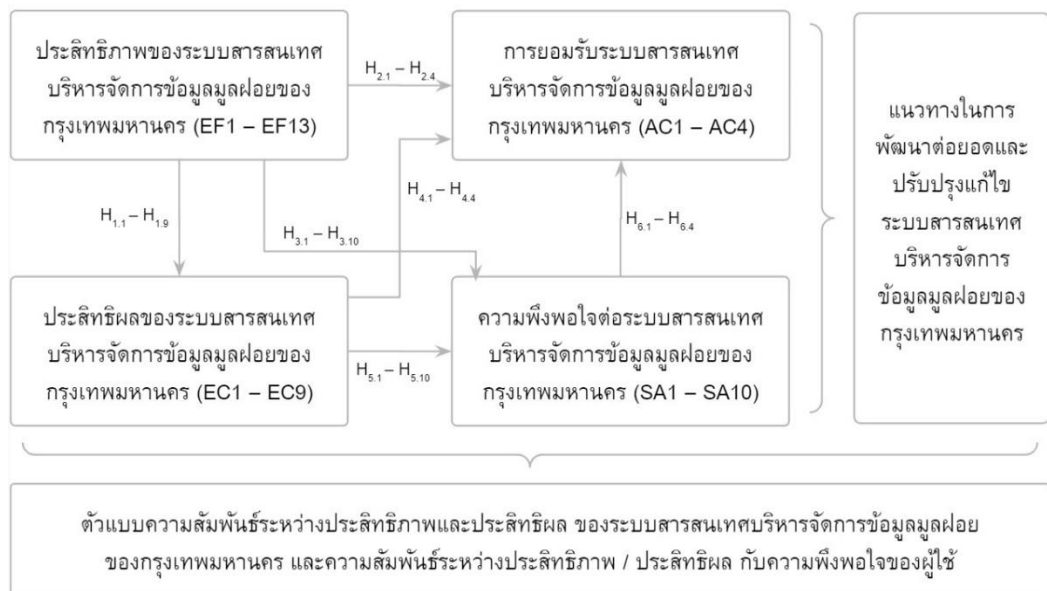 ประสิทธิภาพของระบบสารสนเทศ
บริหารจัดการข้อมูลมูลฝอยของ
กรุงเทพมหานคร (EF1 – EF13)
H2.1 – H2.4
การยอมรับระบบสารสนเทศ
บริหารจัดการข้อมูลมูลฝอยของ
กรุงเทพมหานคร (AC1 – AC4)
H1.1 – H1.9
H3.1 – H3.10
H4.1 – H4.4
H6.1 – H6.4
ประสิทธิผลของระบบสารสนเทศ
บริหารจัดการข้อมูลมูลฝอยของ
กรุงเทพมหานคร (EC1 – EC9)
H5.1 – H5.10
ความพึงพอใจต่อระบบสารสนเทศ
บริหารจัดการข้อมูลมูลฝอยของ
กรุงเทพมหานคร (SA1 – SA10)
แนวทางในการ
พัฒนาต่อยอดและ
ปรับปรุงแก้ไข
ระบบสารสนเทศ
บริหารจัดการ
ข้อมูลมูลฝอยของ
กรุงเทพมหานคร
ตัวแบบความสัมพันธ์ระหว่างประสิทธิภาพและประสิทธิผล ของระบบสารสนเทศบริหารจัดการข้อมูลมูลฝอย
ของกรุงเทพมหานคร และความสัมพันธ์ระหว่างประสิทธิภาพ / ประสิทธิผล กับความพึงพอใจของผู้ใช้